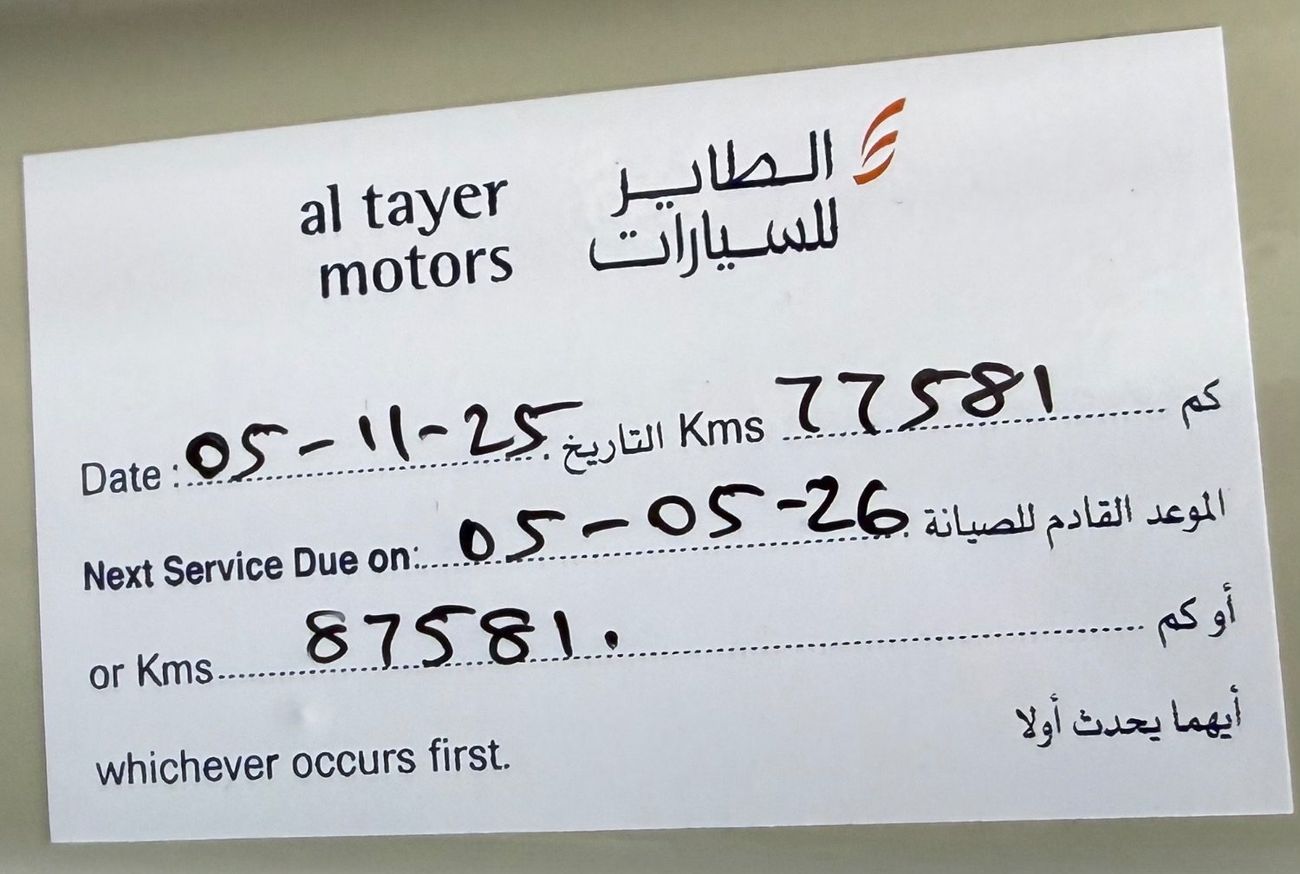 al tayer الطاير
motors للسيارات
Date : 05-11-25 التاريخ Kms 77581 كم
Next Service Due on: 05-05-26 الموعد القادم للصيانة
or Kms 87581. أو كم
whichever occurs first. أيهما يحدث أولا